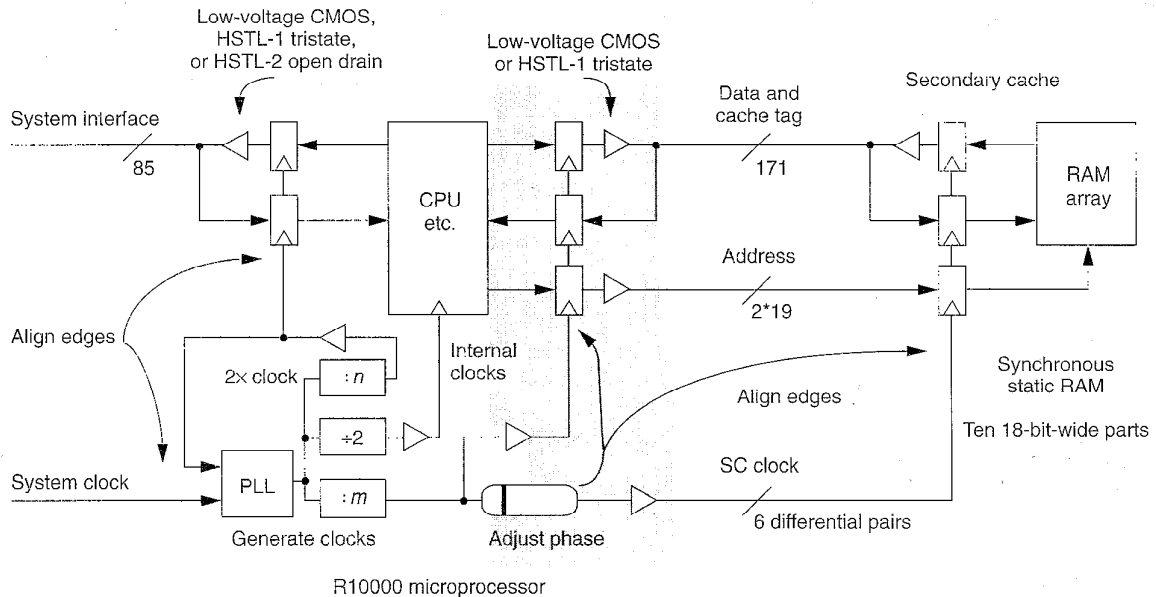 Low-voltage CMOS,
HSTL-1 tristate,
or HSTL-2 open drain
Low-voltage CMOS
or HSTL-1 tristate
System interface
85
CPU
etc.
Data and
cache tag
171
Secondary cache
RAM
array
Address
2*19
Align edges
2× clock
: n
Internal
clocks
÷2
Align edges
Synchronous
static RAM
Ten 18-bit-wide parts
System clock
PLL
: m
SC clock
6 differential pairs
Generate clocks
Adjust phase
R10000 microprocessor